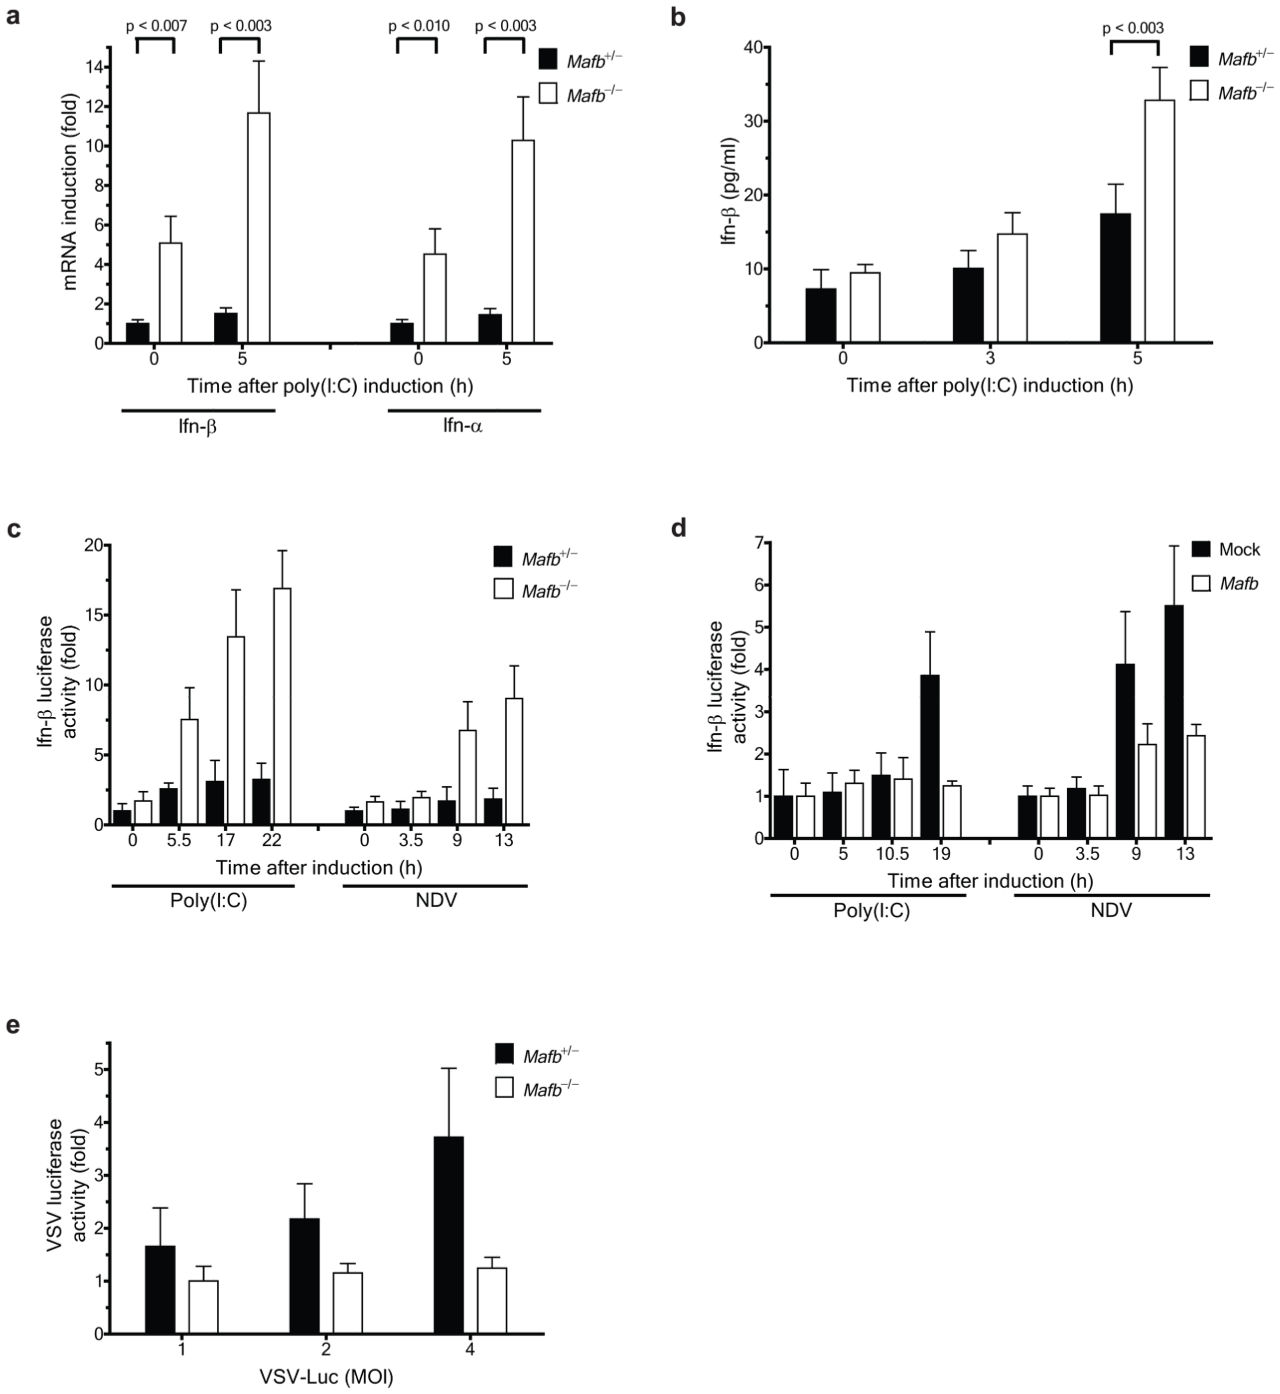 a
p < 0.007 p < 0.003 p < 0.010 p < 0.003
Mafb+/−
Mafb−/−
mRNA induction (fold)
14
12
10
8
6
4
2
0
0 5 0 5
Time after poly(I:C) induction (h)
Ifn-β Ifn-α
b
p < 0.003
Mafb+/−
Mafb−/−
Ifn-β (pg/ml)
40
30
20
10
0
0 3 5
Time after poly(I:C) induction (h)
c
Mafb+/−
Mafb−/−
Ifn-β luciferase
activity (fold)
20
15
10
5
0
0 5.5 17 22 0 3.5 9 13
Time after induction (h)
Poly(I:C) NDV
d
Mock
Mafb
Ifn-β luciferase
activity (fold)
7
6
5
4
3
2
1
0
0 5 10.5 19 0 3.5 9 13
Time after induction (h)
Poly(I:C) NDV
e
Mafb+/−
Mafb−/−
VSV luciferase
activity (fold)
5
4
3
2
1
0
1 2 4
VSV-Luc (MOI)